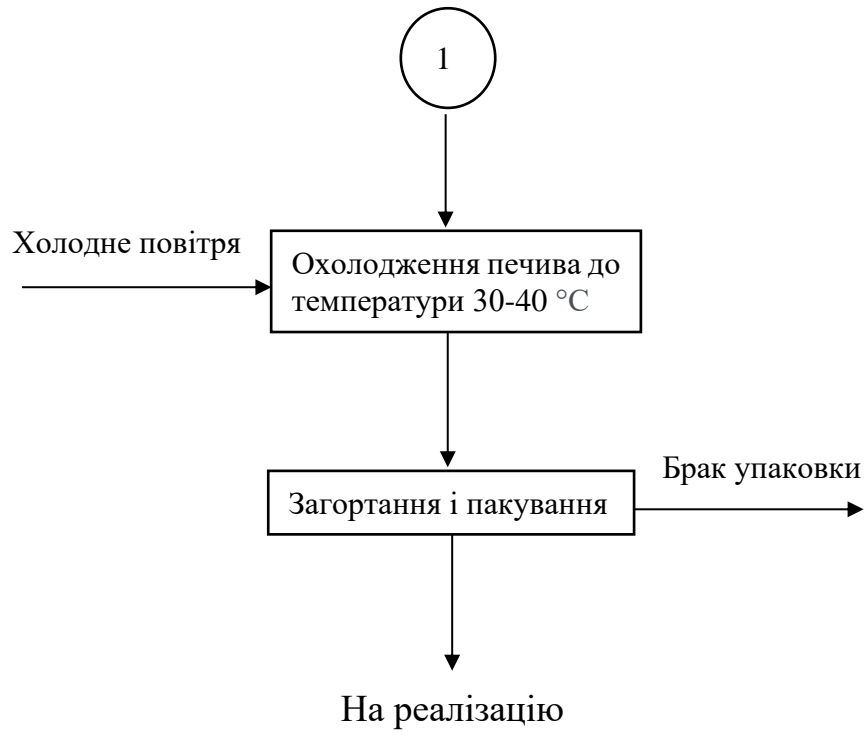 1
Холодне повітря
Охолодження печива до
температури 30-40 °С
Брак упаковки
Загортання і пакування
На реалізацію